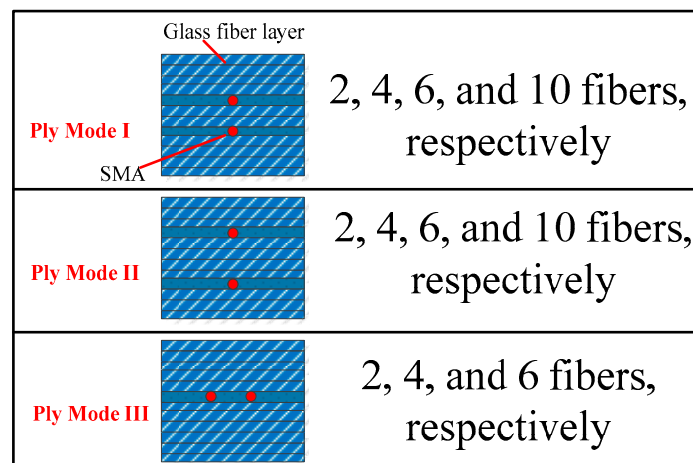 Glass fiber layer
2, 4, 6, and 10 fibers,
respectively
Ply Mode I
SMA
2, 4, 6, and 10 fibers,
respectively
Ply Mode II
2, 4, and 6 fibers,
respectively
Ply Mode III